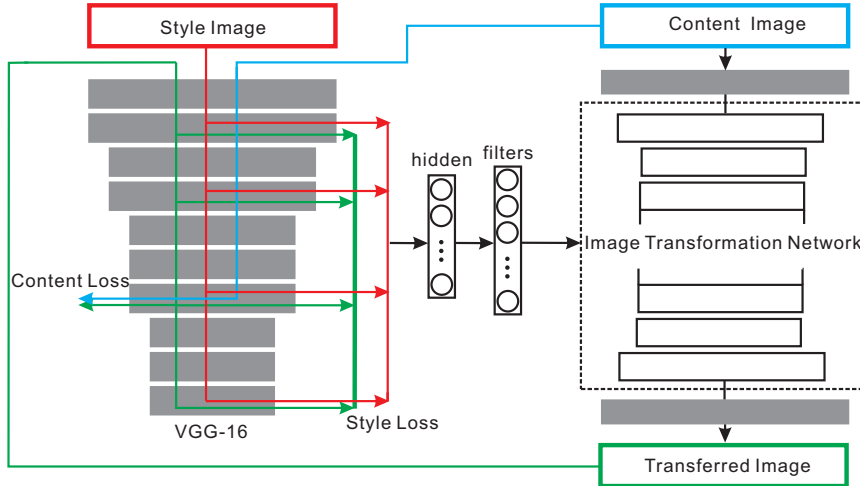 Style Image
Content Image
hidden
filters
Image Transformation Network
Content Loss
Style Loss
VGG-16
Transferred Image